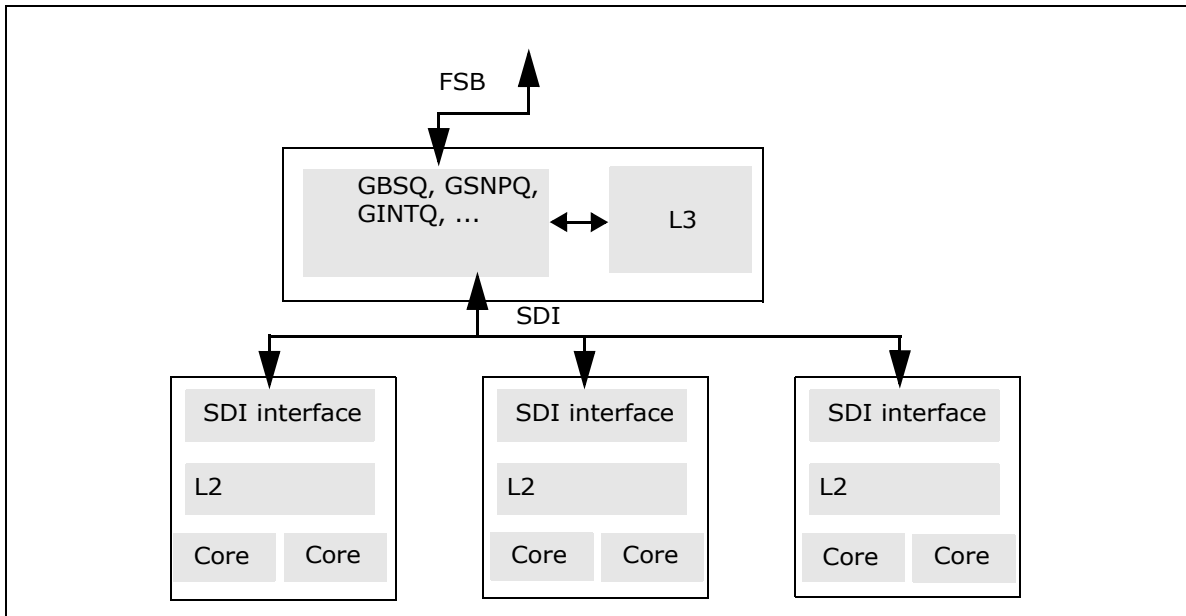 FSB
GBSQ, GSNPQ,
GINTQ, ...
L3
SDI
SDI interface
L2
Core
Core
SDI interface
L2
Core
Core
SDI interface
L2
Core
Core